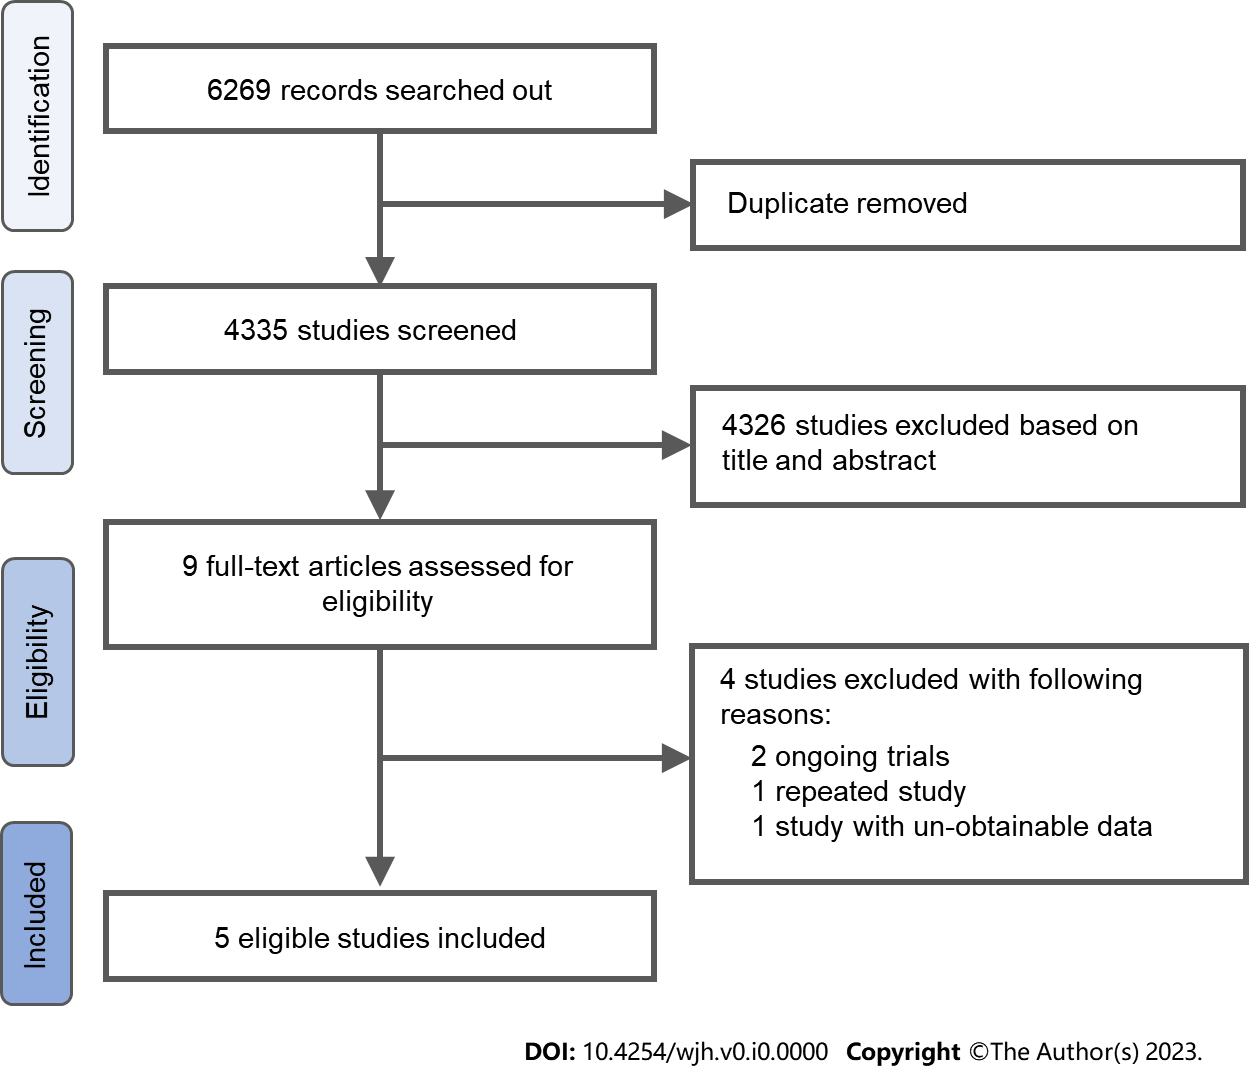 Identification
6269 records searched out
Duplicate removed
Screening
4335 studies screened
4326 studies excluded based on
title and abstract
Eligibility
9 full-text articles assessed for
eligibility
4 studies excluded with following
reasons:
2 ongoing trials
1 repeated study
1 study with un-obtainable data
Included
5 eligible studies included
DOI: 10.4254/wjh.v0.i0.0000 Copyright ©The Author(s) 2023.